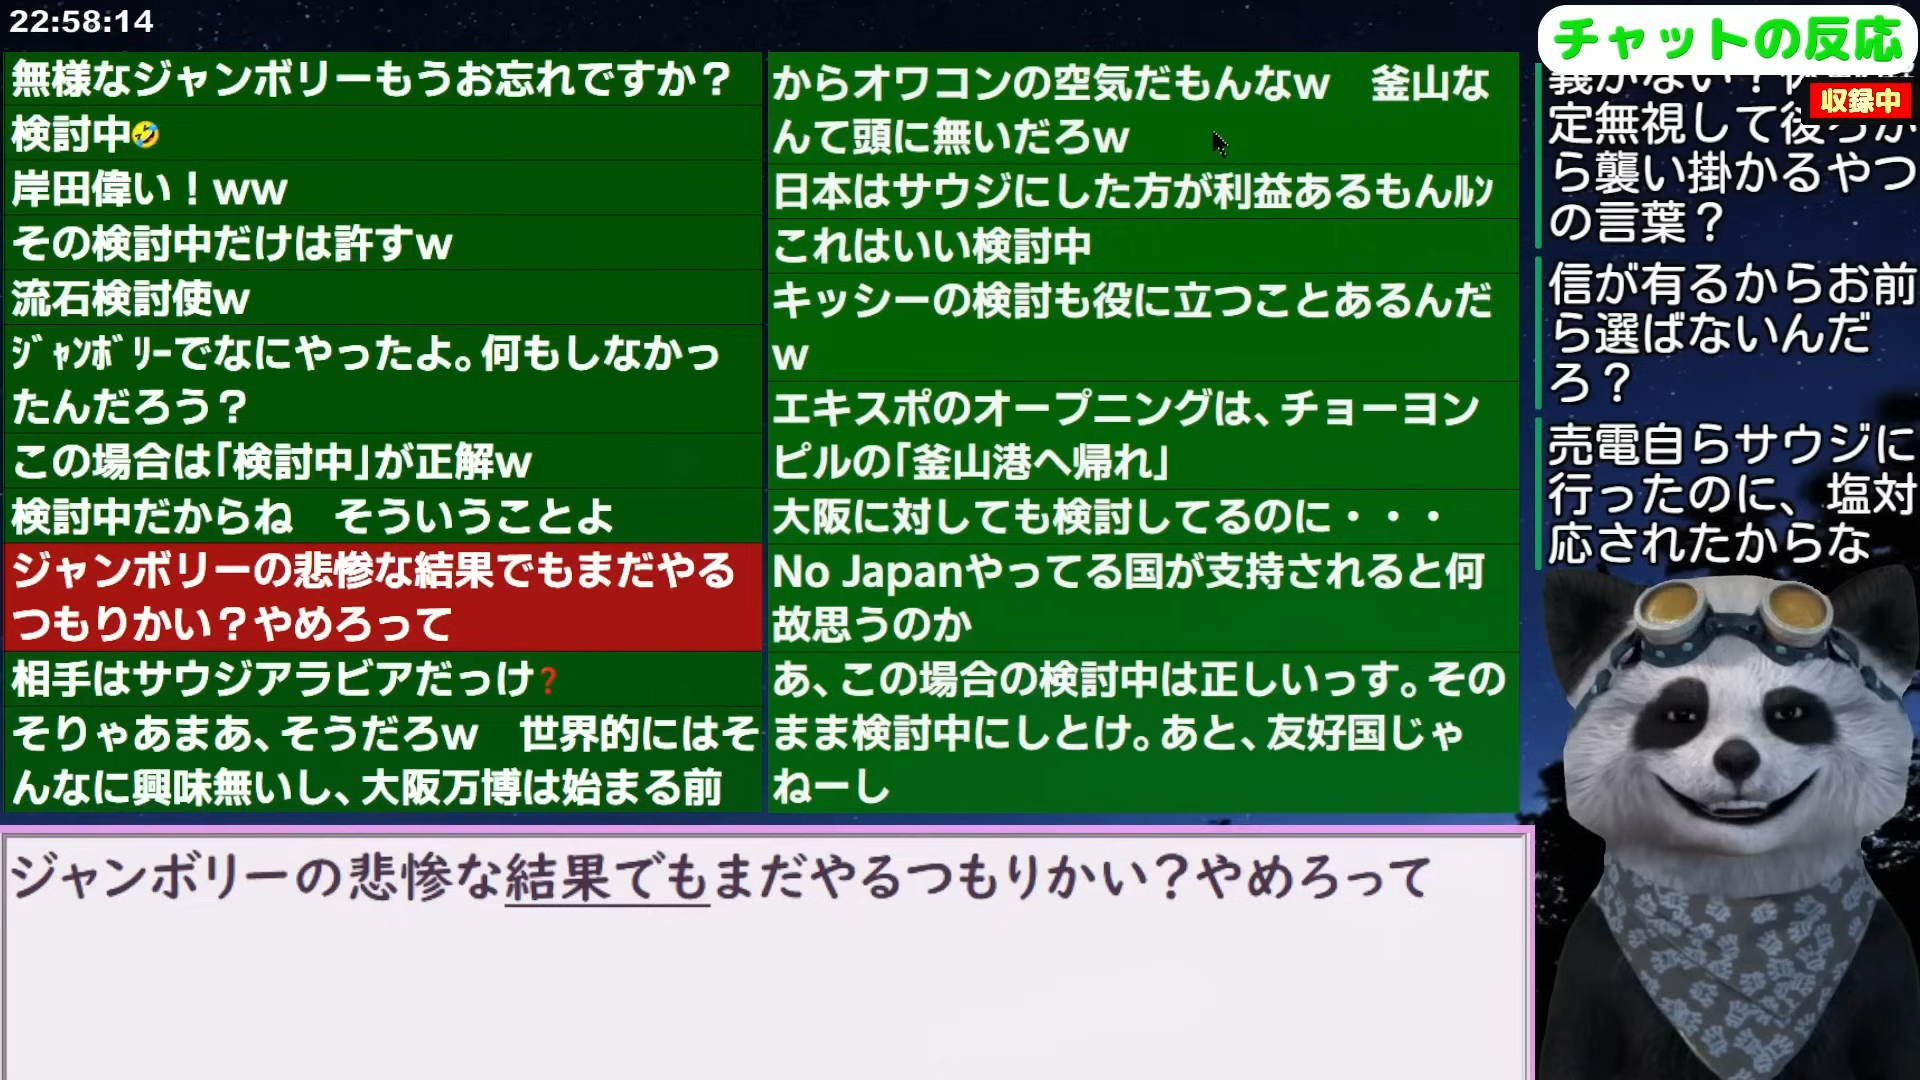 22:58:14
無様なジャンボリーもうお忘れですか？
検討中🤣
岸田偉い！ww
その検討中だけは許すw
流石検討使w
ｼﾞｬﾝﾎﾞﾘｰでなにやったよ。何もしなかっ
たんだろう？
この場合は「検討中」が正解w
検討中だからね　そういうことよ
ジャンボリーの悲惨な結果でもまだやる
つもりかい？やめろって
相手はサウジアラビアだっけ❓
そりゃあまあ、そうだろw　世界的にはそ
んなに興味無いし、大阪万博は始まる前
からオワコンの空気だもんなw　釜山な
んて頭に無いだろw
日本はサウジにした方が利益あるもんﾙﾝ
これはいい検討中
キッシーの検討も役に立つことあるんだ
w
エキスポのオープニングは、チョーヨン
ピルの「釜山港へ帰れ」
大阪に対しても検討してるのに・・・
No Japanやってる国が支持されると何
故思うのか
あ、この場合の検討中は正しいっす。その
まま検討中にしとけ。あと、友好国じゃ
ねーし
チャットの反応
収録中
定無視して後ろか
ら襲い掛かるやつ
の言葉？
信が有るからお前
ら選ばないんだ
ろ？
売電自らサウジに
行ったのに、塩対
応されたからな
ジャンボリーの悲惨な結果でもまだやるつもりかい？やめろって